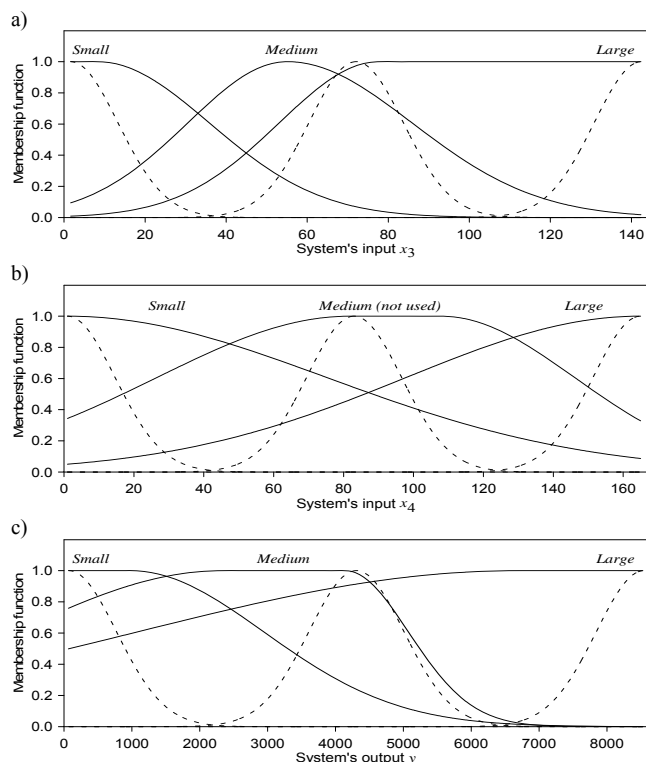 a)
Small Medium Large
Membership function
1.0
0.8
0.6
0.4
0.2
0.0
0 20 40 60 80 100 120 140
System's input x3
b)
Small Medium (not used) Large
Membership function
1.0
0.8
0.6
0.4
0.2
0.0
0 20 40 60 80 100 120 140 160
System's input x4
c)
Small Medium Large
Membership function
1.0
0.8
0.6
0.4
0.2
0.0
0 1000 2000 3000 4000 5000 6000 7000 8000
System's output y